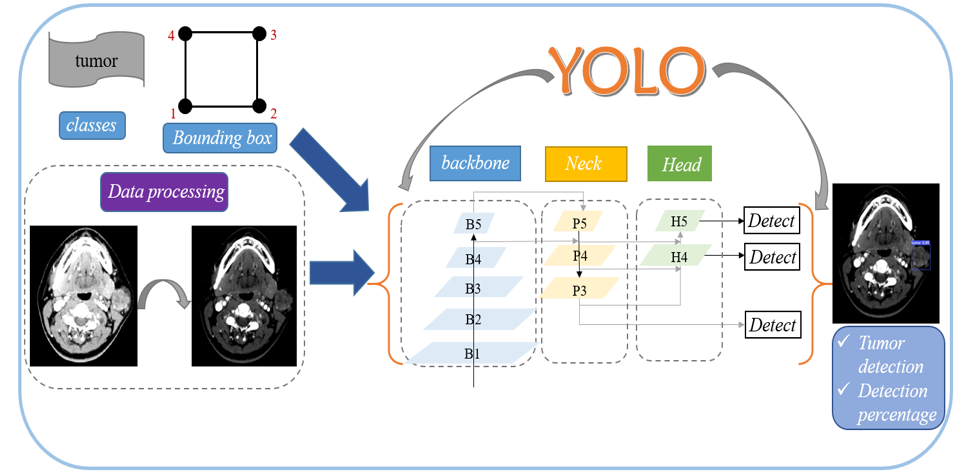 tumor
4
3
1
2
classes
Bounding box
Data processing
YOLO
backbone
Neck
Head
B5
B4
B3
B2
B1
P5
P4
P3
H5
H4
Detect
Detect
Detect
✓ Tumor
detection
✓ Detection
percentage